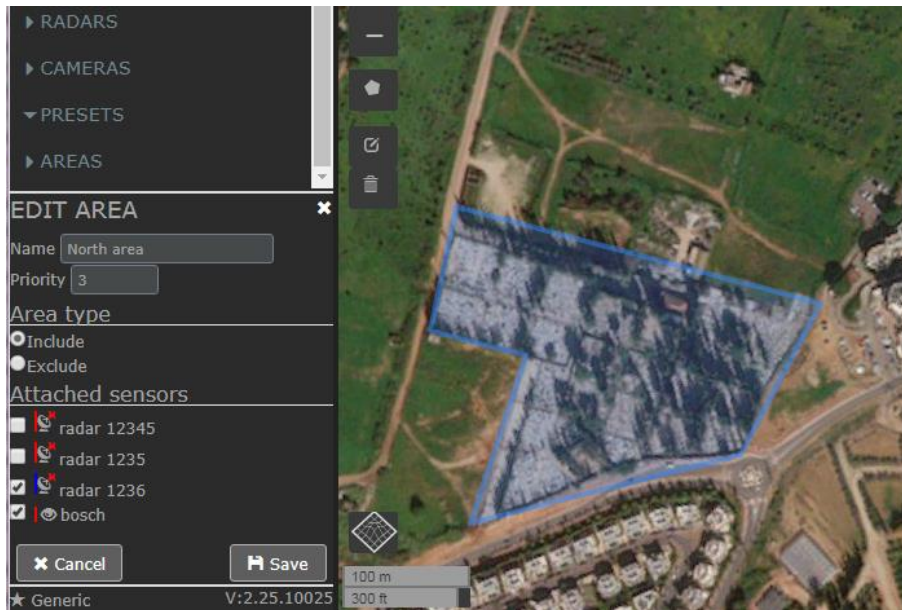 RADARS
CAMERAS
PRESETS
AREAS
EDIT AREA
Name North area
Priority 3
Area type
Include
Exclude
Attached sensors
radar 12345
radar 1235
radar 1236
bosch
Cancel Save
Generic V:2.25.10025
100 m
300 ft